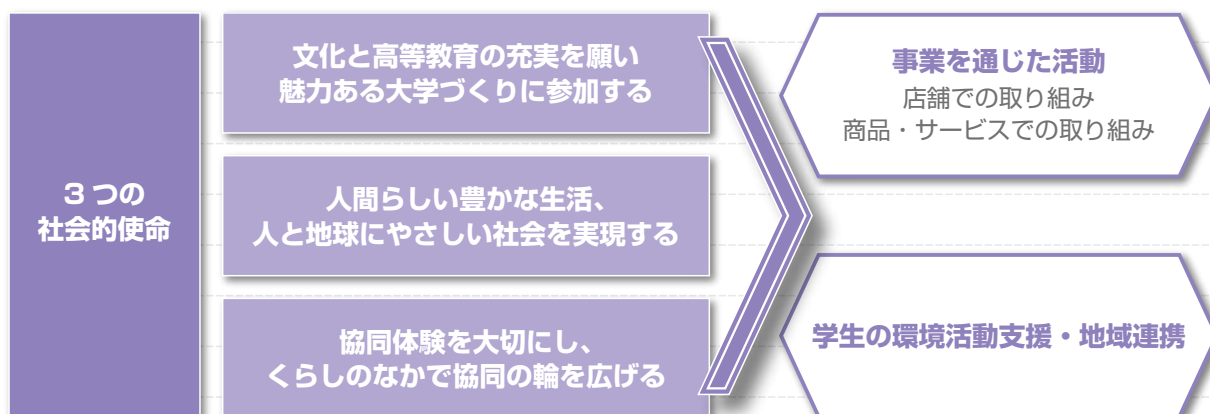 3つの
社会的使命
文化と高等教育の充実を願い
魅力ある大学づくりに参加する
人間らしい豊かな生活、
人と地球にやさしい社会を実現する
協同体験を大切にし、
くらしのなかで協同の輪を広げる
事業を通じた活動
店舗での取り組み
商品・サービスでの取り組み
学生の環境活動支援・地域連携